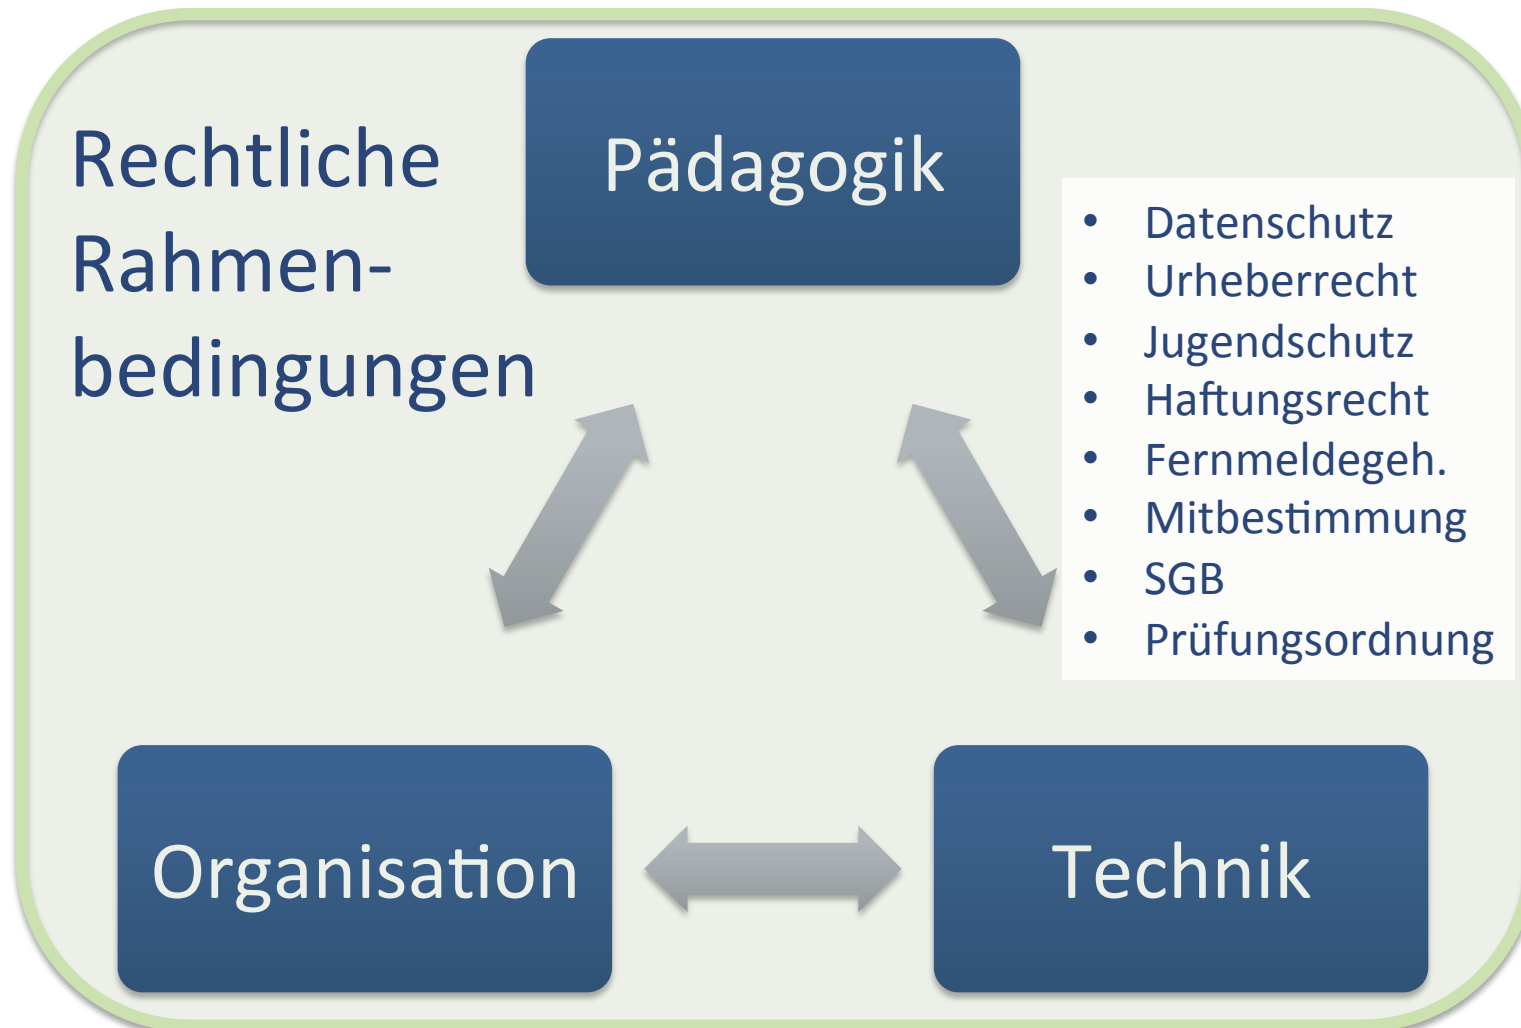 Rechtliche
Rahmen-
bedingungen
Pädagogik
• Datenschutz
• Urheberrecht
• Jugendschutz
• Haftungsrecht
• Fernmeldegeh.
• Mitbestimmung
• SGB
• Prüfungsordnung
Organisation
Technik